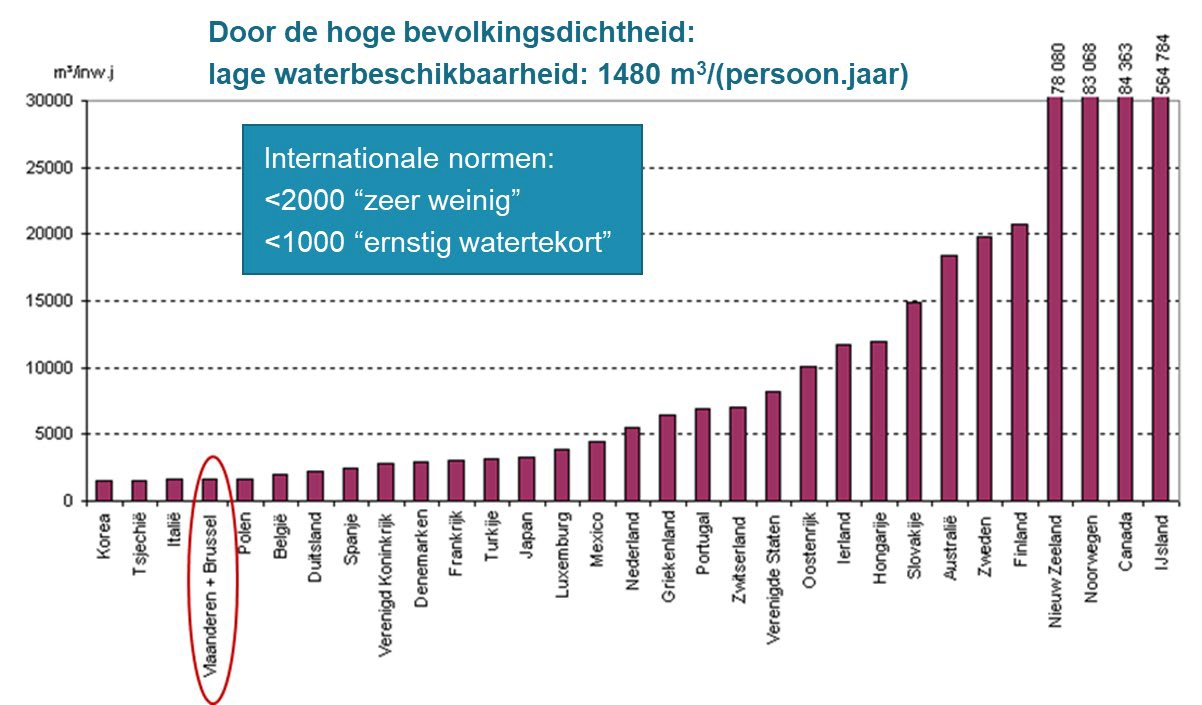 Door de hoge bevolkingsdichtheid:
lage waterbeschikbaarheid: 1480 m³/(persoon.jaar)
m³/inw.j
Internationale normen:
<2000 “zeer weinig”
<1000 “ernstig watertekort”
78 080
83 068
84 363
564 784
30000
25000
20000
15000
10000
5000
0
Korea
Tsjechië
Italië
Vlaanderen + Brussel
Polen
België
Duitsland
Spanje
Verenigd Koninkrijk
Denemarken
Frankrijk
Turkije
Japan
Luxemburg
Mexico
Nederland
Griekenland
Portugal
Zwitserland
Verenigde Staten
Oostenrijk
Ierland
Hongarije
Slovakije
Australië
Zweden
Finland
Nieuw Zeeland
Noorwegen
Canada
IJsland